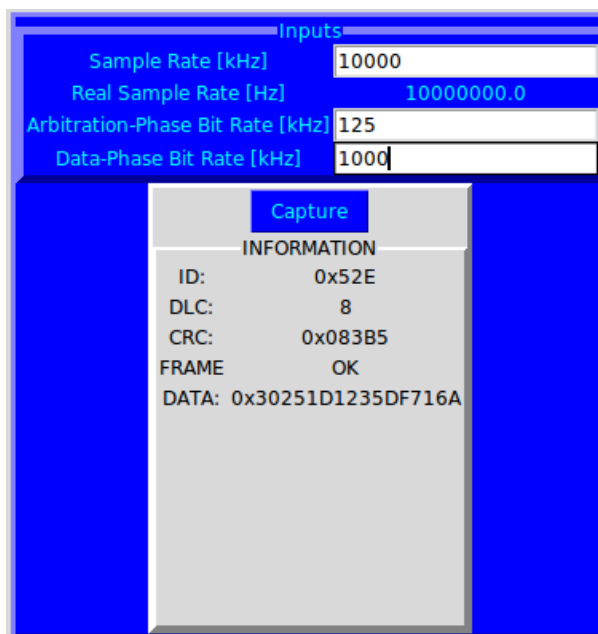 Inputs
Sample Rate [kHz] 10000
Real Sample Rate [Hz] 10000000.0
Arbitration-Phase Bit Rate [kHz] 125
Data-Phase Bit Rate [kHz] 1000
Capture
INFORMATION
ID: 0x52E
DLC: 8
CRC: 0x083B5
FRAME OK
DATA: 0x30251D1235DF716A